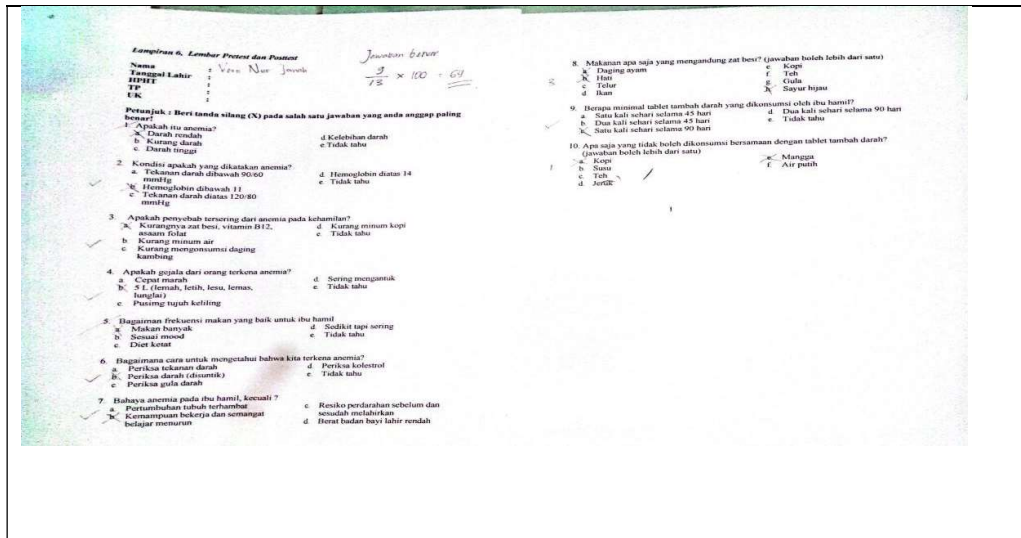 Lampiran 6, Lembar Pretest dan Posttest
Jawaban benar
9/13 × 100 = 69
Nama : Vera Nur Janah
Tanggal Lahir :
HPHT :
TP :
UK :
Petunjuk : Beri tanda silang (X) pada salah satu jawaban yang anda anggap paling
benar!
1. Apakah itu anemia?
a. Darah rendah
b. Kurang darah
c. Darah tinggi
d. Kelebihan darah
e. Tidak tahu
2. Kondisi apakah yang dikatakan anemia?
a. Tekanan darah dibawah 90/60
mmHg
b. Hemoglobin dibawah 11
c. Tekanan darah diatas 120/80
mmHg
d. Hemoglobin diatas 14
e. Tidak tahu
3. Apakah penyebab tersering dari anemia pada kehamilan?
a. Kurangnya zat besi, vitamin B12,
asaam folat
b. Kurang minum air
c. Kurang mengonsumsi daging
kambing
d. Kurang minum kopi
e. Tidak tahu
4. Apakah gejala dari orang terkena anemia?
a. Cepat marah
b. 5 L (lemah, letih, lesu, lemas,
lunglai)
c. Pusimg tujuh keliling
d. Sering mengantuk
e. Tidak tahu
5. Bagaiman frekuensi makan yang baik untuk ibu hamil
a. Makan banyak
b. Sesuai mood
c. Diet ketat
d. Sedikit tapi sering
e. Tidak tahu
6. Bagaimana cara untuk mengetahui bahwa kita terkena anemia?
a. Periksa tekanan darah
b. Periksa darah (disuntik)
c. Periksa gula darah
d. Periksa kolestrol
e. Tidak tahu
7. Bahaya anemia pada ibu hamil, kecuali ?
a. Pertumbuhan tubuh terhambat
b. Kemampuan bekerja dan semangat
belajar menurun
c. Resiko perdarahan sebelum dan
sesudah melahirkan
d. Berat badan bayi lahir rendah
8. Makanan apa saja yang mengandung zat besi? (jawaban boleh lebih dari satu)
3
a. Daging ayam
b. Hati
c. Telur
d. Ikan
e. Kopi
f. Teh
g. Gula
h. Sayur hijau
9. Berapa minimal tablet tambah darah yang dikonsumsi oleh ibu hamil?
a. Satu kali sehari selama 45 hari
b. Dua kali sehari selama 45 hari
c. Satu kali sehari selama 90 hari
d. Dua kali sehari selama 90 hari
e. Tidak tahu
10. Apa saja yang tidak boleh dikonsumsi bersamaan dengan tablet tambah darah?
(jawaban boleh lebih dari satu)
1
a. Kopi
b. Susu
c. Teh
d. Jeruk
e. Mangga
f. Air putih